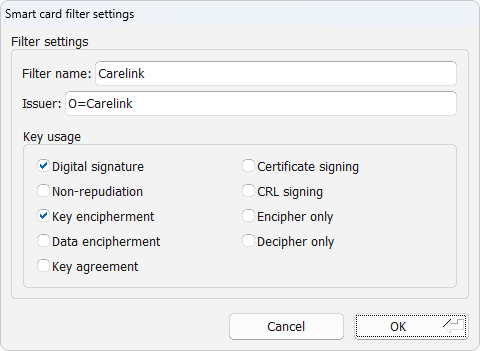 Smart card filter settings
Filter settings
Filter name: Carelink
Issuer: O=Carelink
Key usage
Digital signature
Certificate signing
Non-repudiation
CRL signing
Key encipherment
Encipher only
Data encipherment
Decipher only
Key agreement
Cancel
OK